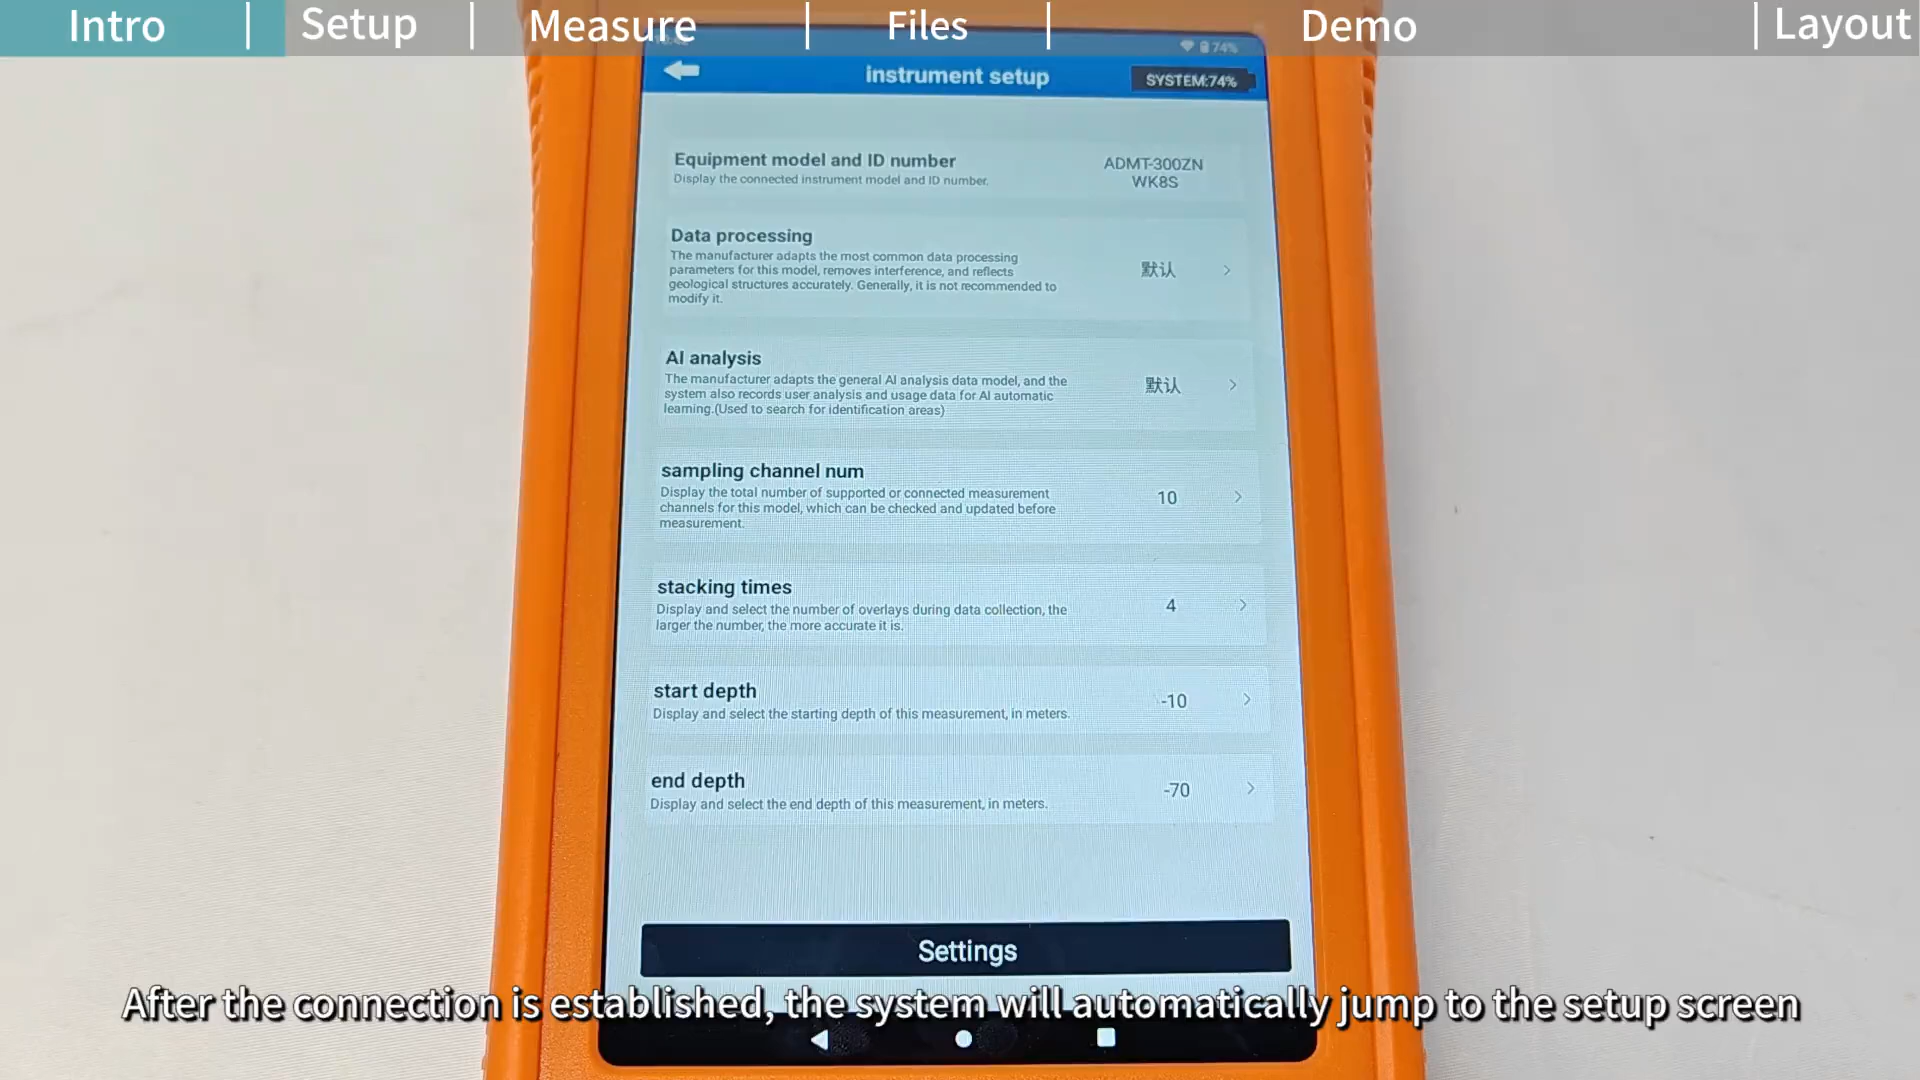 Intro | Setup | Measure | Files | Demo | Layout
74%
instrument setup
SYSTEM:74%
Equipment model and ID number
Display the connected instrument model and ID number.
ADMT-300ZN
WK8S
Data processing
The manufacturer adapts the most common data processing
parameters for this model, removes interference, and reflects
geological structures accurately. Generally, it is not recommended to
modify it.
默认
AI analysis
The manufacturer adapts the general AI analysis data model, and the
system also records user analysis and usage data for AI automatic
learning.(Used to search for identification areas)
默认
sampling channel num
Display the total number of supported or connected measurement
channels for this model, which can be checked and updated before
measurement.
10
stacking times
Display and select the number of overlays during data collection, the
larger the number, the more accurate it is.
4
start depth
Display and select the starting depth of this measurement, in meters.
-10
end depth
Display and select the end depth of this measurement, in meters.
-70
Settings
After the connection is established, the system will automatically jump to the setup screen